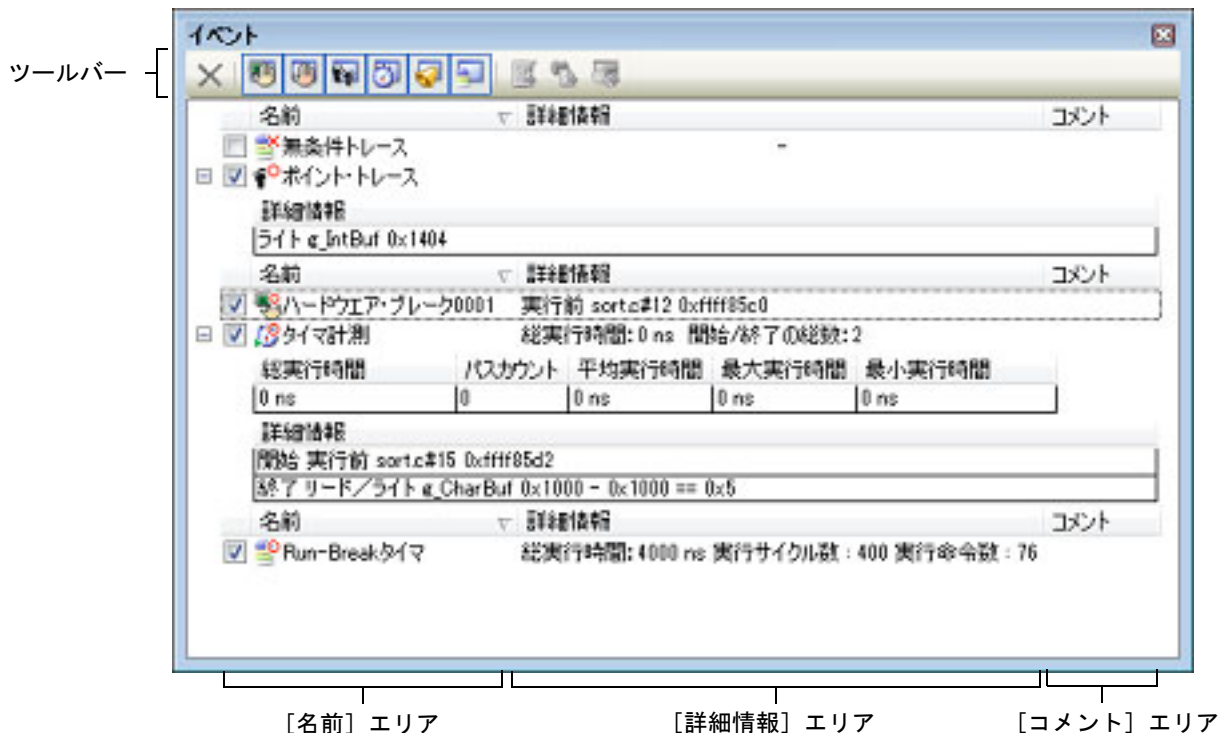 イベント
ツールバー
名前 詳細情報 コメント
無条件トレース -
ポイント・トレース
詳細情報
ライト g_IntBuf 0x1404
名前 詳細情報 コメント
ハードウエア・ブレーク0001 実行前 sort.c#12 0xffff85c0
タイマ計測 総実行時間: 0 ns 開始/終了の総数: 2
総実行時間 パスカウント 平均実行時間 最大実行時間 最小実行時間
0 ns 0 0 ns 0 ns 0 ns
詳細情報
開始 実行前 sort.c#15 0xffff85d2
終了 リード/ライト g_CharBuf 0x1000 - 0x1000 == 0x5
名前 詳細情報 コメント
Run-Breakタイマ 総実行時間: 4000 ns 実行サイクル数 : 400 実行命令数 : 76
［名前］エリア ［詳細情報］エリア ［コメント］エリア